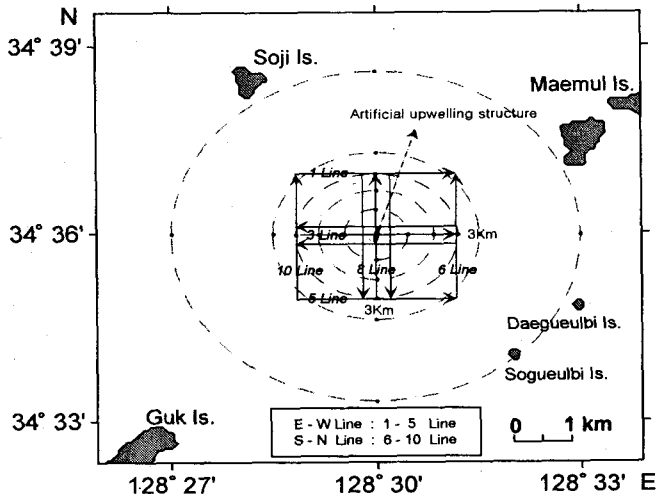 N
34° 39'
Soji Is.
Maemul Is.
Artificial upwelling structure
1 Line
34° 36'
3 Line
3Km
10 Line
8 Line
6 Line
5 Line
3Km
Daegueulbi Is.
Sogueulbi Is.
34° 33'
Guk Is.
E - W Line : 1 - 5 Line
S - N Line : 6 - 10 Line
0 1 km
128° 27' 128° 30' 128° 33' E